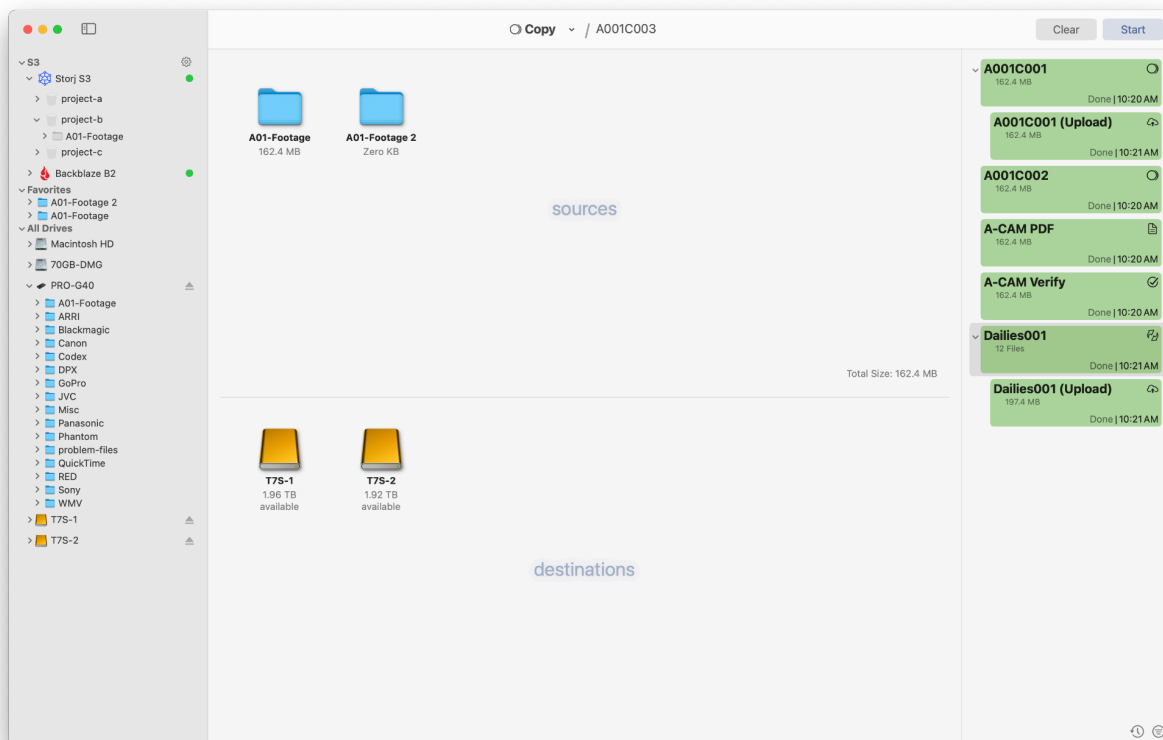 Copy / A001C003
Clear
Start
S3
Storj S3
project-a
project-b
A01-Footage
project-c
Backblaze B2
Favorites
A01-Footage 2
A01-Footage
All Drives
Macintosh HD
70GB-DMG
PRO-G40
A01-Footage
ARRI
Blackmagic
Canon
Codex
DPX
GoPro
JVC
Misc
Panasonic
Phantom
problem-files
QuickTime
RED
Sony
WMV
T7S-1
T7S-2
A01-Footage
162.4 MB
A01-Footage 2
Zero KB
sources
Total Size: 162.4 MB
T7S-1
1.96 TB
available
T7S-2
1.92 TB
available
destinations
A001C001
162.4 MB
Done | 10:20 AM
A001C001 (Upload)
162.4 MB
Done | 10:21 AM
A001C002
162.4 MB
Done | 10:20 AM
A-CAM PDF
162.4 MB
Done | 10:20 AM
A-CAM Verify
162.4 MB
Done | 10:20 AM
Dailies001
12 Files
Done | 10:21 AM
Dailies001 (Upload)
197.4 MB
Done | 10:21 AM